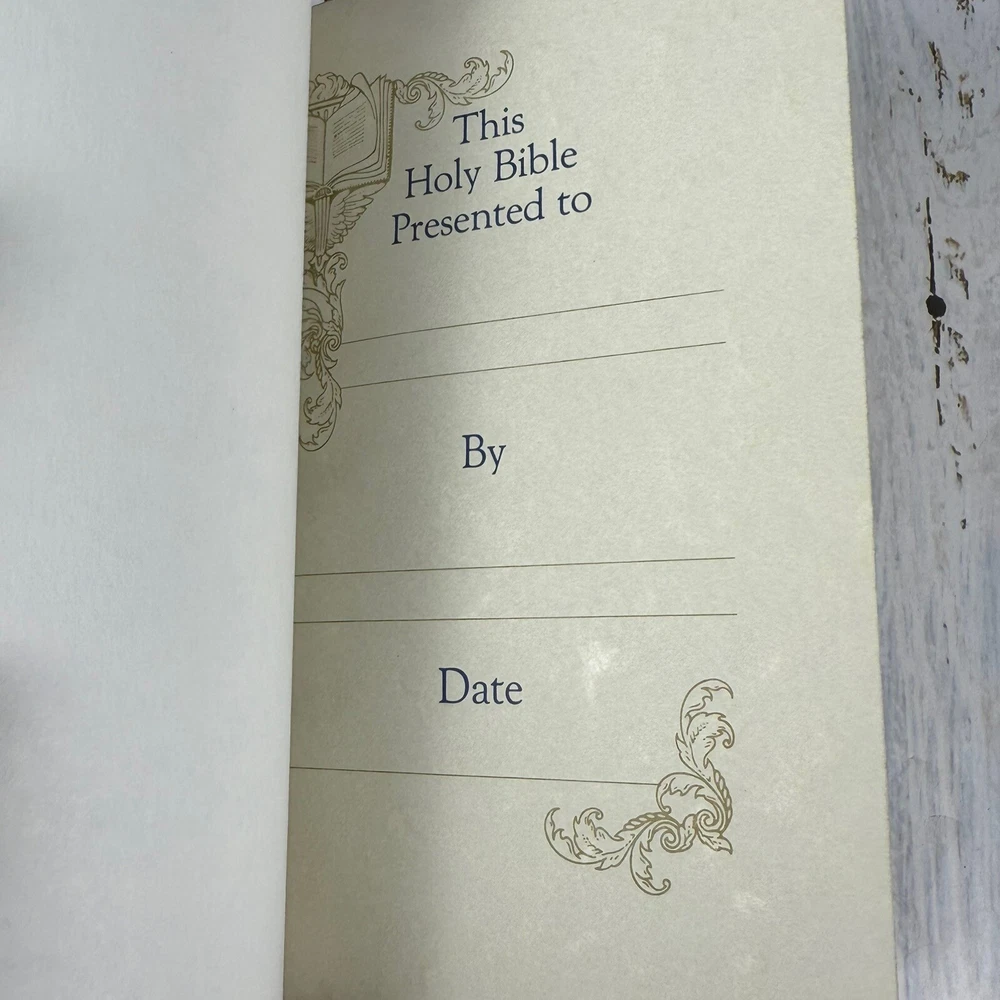 This
Holy Bible
Presented to
By
Date